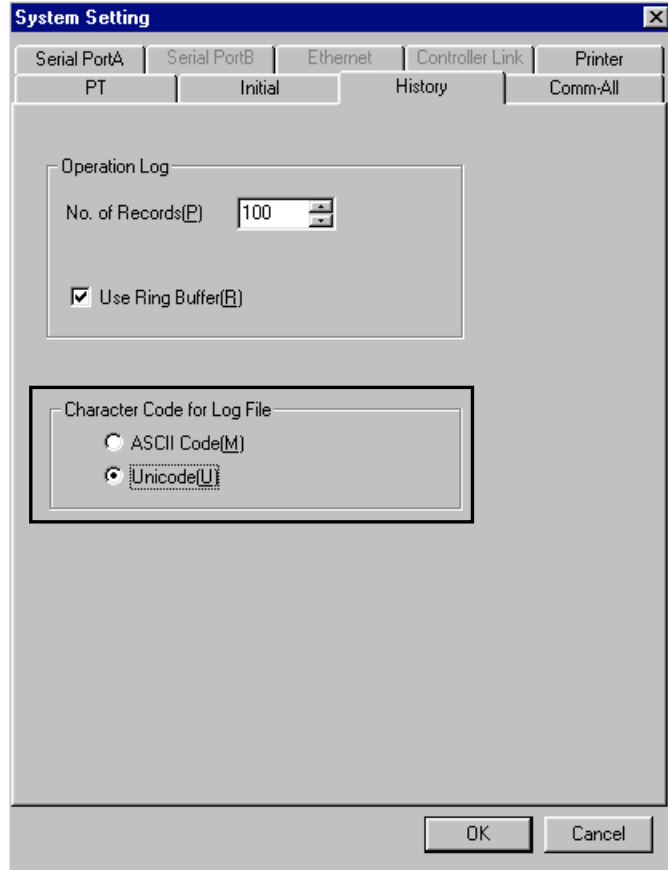 System Setting
Serial PortA Serial PortB Ethernet Controller Link Printer
PT Initial History Comm-All
Operation Log
No. of Records(P) 100
Use Ring Buffer(R)
Character Code for Log File
ASCII Code(M)
Unicode(U)
OK Cancel